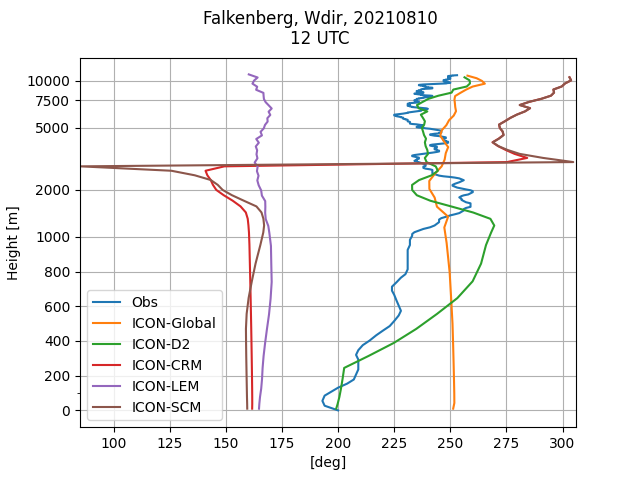 Falkenberg, Wdir, 20210810
12 UTC
10000
7500
5000
2000
1000
800
600
400
200
0
Height [m]
Obs
ICON-Global
ICON-D2
ICON-CRM
ICON-LEM
ICON-SCM
100 125 150 175 200 225 250 275 300
[deg]